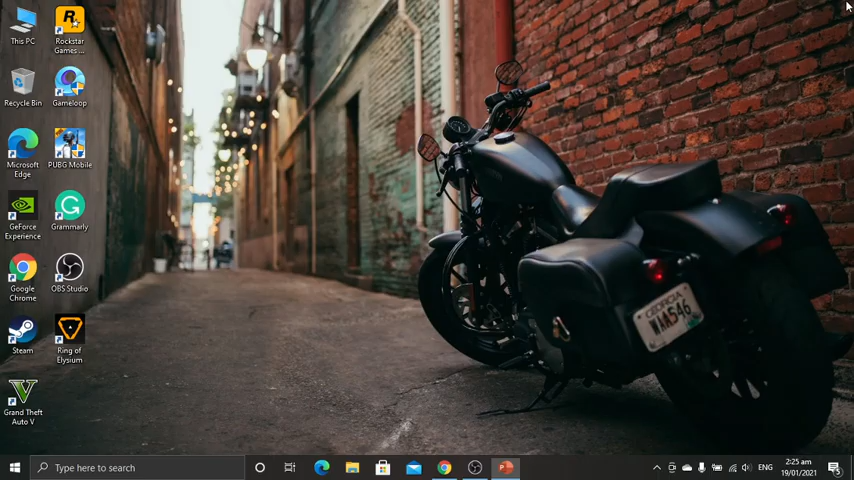 This PC
Rockstar
Games ...
Recycle Bin
Gameloop
Microsoft
Edge
PUBG Mobile
GeForce
Experience
Grammarly
Google
Chrome
OBS Studio
Steam
Ring of
Elysium
Grand Theft
Auto V
GEORGIA
Type here to search
ENG
2:25 am
19/01/2021